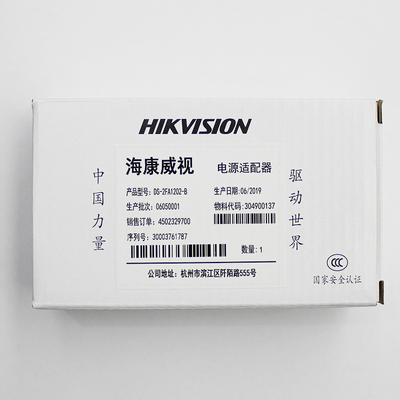 HIKVISION
海康威视
电源适配器
产品型号: DS-2FA1202-B
生产日期:06/2019
生产批次: 06050001
物料代码:304900137
销售订单: 4502329700
序列号: 30003761787
数量:1
公司地址: 杭州市滨江区阡陌路555号
中国力量
驱动世界
CCC
国家安全认证